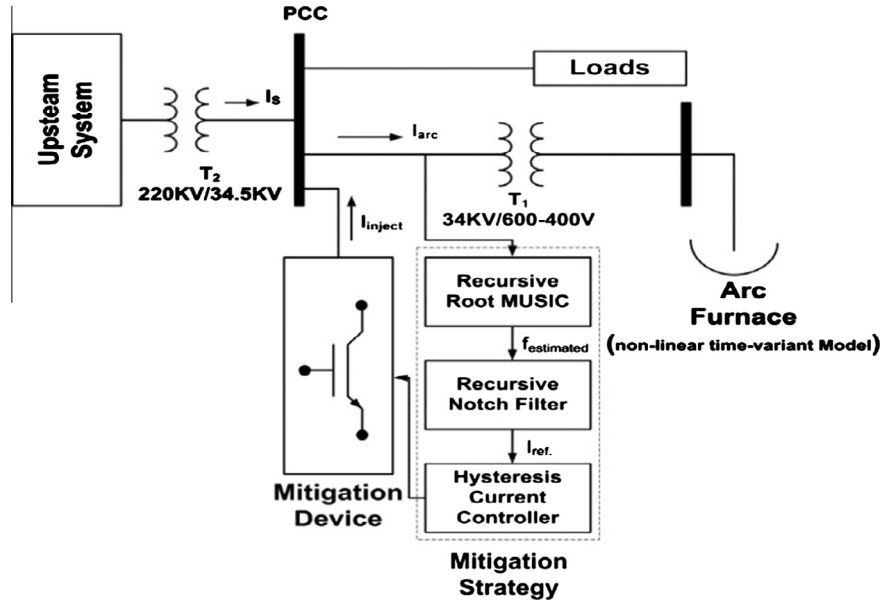 PCC
Upsteam
System
Is
Loads
Iarc
T2
220KV/34.5KV
T1
34KV/600-400V
Iinject
Recursive
Root MUSIC
Arc
Furnace
(non-linear time-variant Model)
festimated
Recursive
Notch Filter
Iref.
Hysteresis
Current
Controller
Mitigation
Device
Mitigation
Strategy